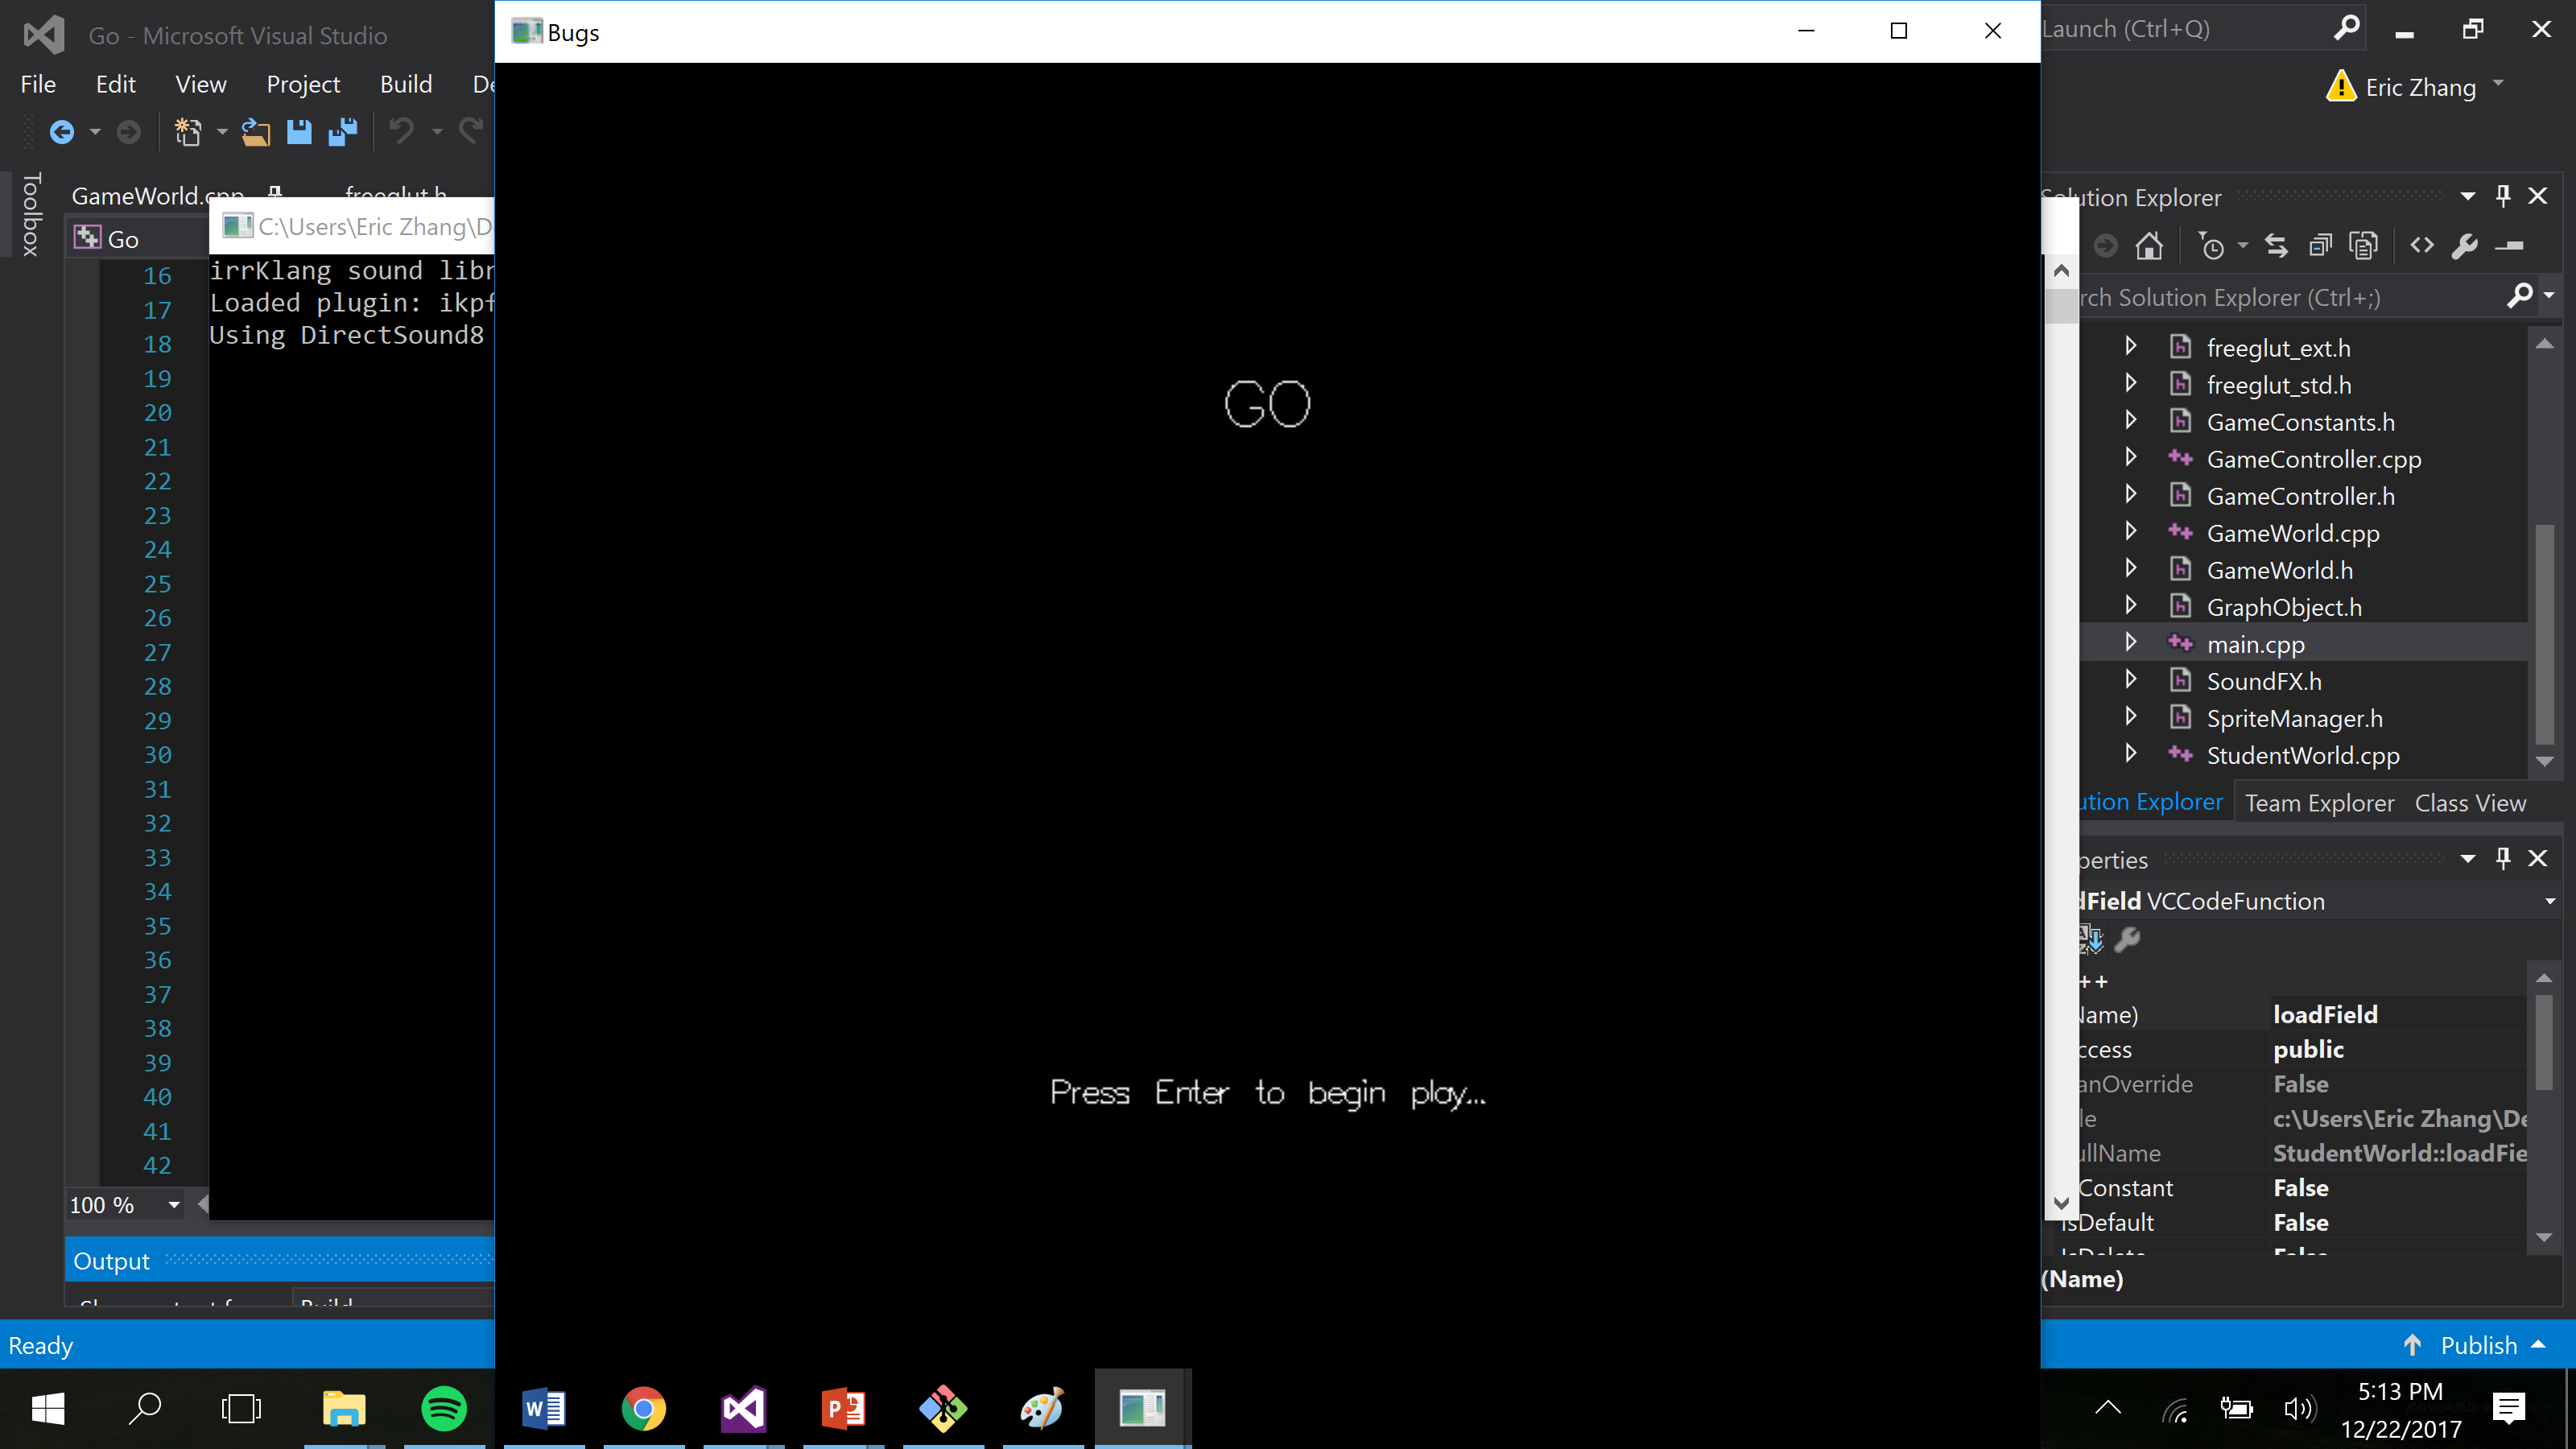 Go - Microsoft Visual Studio
Bugs
Launch (Ctrl+Q)
File Edit View Project Build
Eric Zhang
Toolbox
GameWorld.cpp freeglut.h
Solution Explorer
Go
C:\Users\Eric Zhang\D
irrKlang sound libr
Loaded plugin: ikpf
Using DirectSound8
rch Solution Explorer (Ctrl+;)
16
17
18
19
20
21
22
23
24
25
26
27
28
29
30
31
32
33
34
35
36
37
38
39
40
41
42
GO
Press Enter to begin play...
freeglut_ext.h
freeglut_std.h
GameConstants.h
GameController.cpp
GameController.h
GameWorld.cpp
GameWorld.h
GraphObject.h
main.cpp
SoundFX.h
SpriteManager.h
StudentWorld.cpp
ution Explorer Team Explorer Class View
perties
dField VCCodeFunction
++
Name) loadField
ccess public
anOverride False
le c:\Users\Eric Zhang\De
ullName StudentWorld::loadFie
Constant False
IsDefault False
IsDelete False
(Name)
100 %
Output
Build
Ready
Publish
5:13 PM
12/22/2017